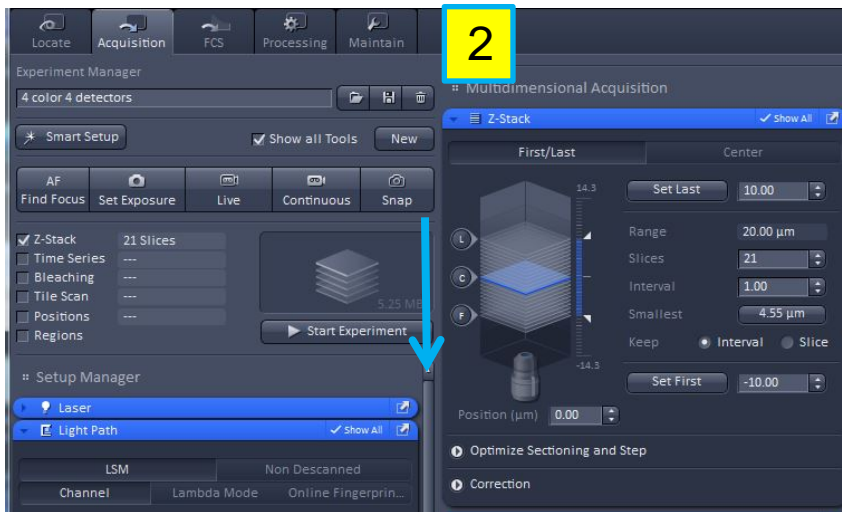 Locate Acquisition FCS Processing Maintain
2
Experiment Manager
4 color 4 detectors
Smart Setup Show all Tools New
AF
Find Focus Set Exposure Live Continuous Snap
Z-Stack 21 Slices
Time Series ---
Bleaching ---
Tile Scan ---
Positions ---
Regions
5.25 MB
Start Experiment
Setup Manager
Laser
Light Path Show All
LSM Non Descanned
Channel Lambda Mode Online Fingerprin...
Multidimensional Acquisition
Z-Stack Show All
First/Last Center
14.3
Set Last 10.00
L
Range 20.00 µm
Slices 21
C
Interval 1.00
F
Smallest 4.55 µm
Keep Interval Slice
-14.3
Set First -10.00
Position (µm) 0.00
Optimize Sectioning and Step
Correction